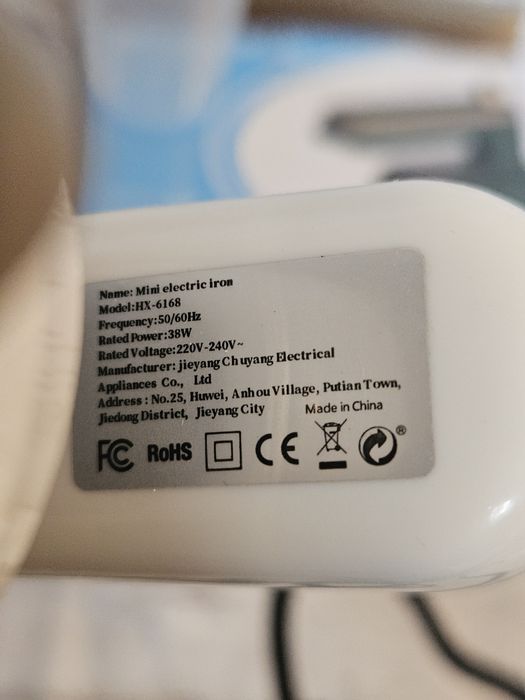 Name: Mini electric iron
Model:HX-6168
Frequency:50/60Hz
Rated Power:38W
Rated Voltage:220V-240V~
Manufacturer: jieyang Chuyang Electrical
Appliances Co., Ltd
Address : No.25, Huwei, Anhou Village, Putian Town,
Jiedong District, Jieyang City
Made in China
FC RoHS CE ®